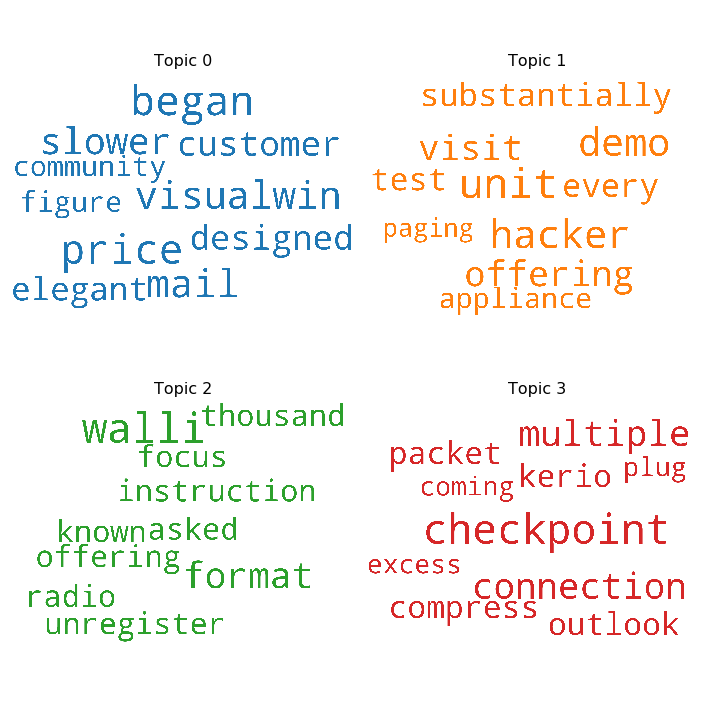 Topic 0
began
slower customer
community
figure visualwin
price designed
elegant mail
Topic 1
substantially
visit demo
test unit every
paging hacker
offering
appliance
Topic 2
walli thousand
focus
instruction
known asked
offering format
radio
unregister
Topic 3
multiple
packet kerio plug
coming
checkpoint
excess
connection
compress outlook